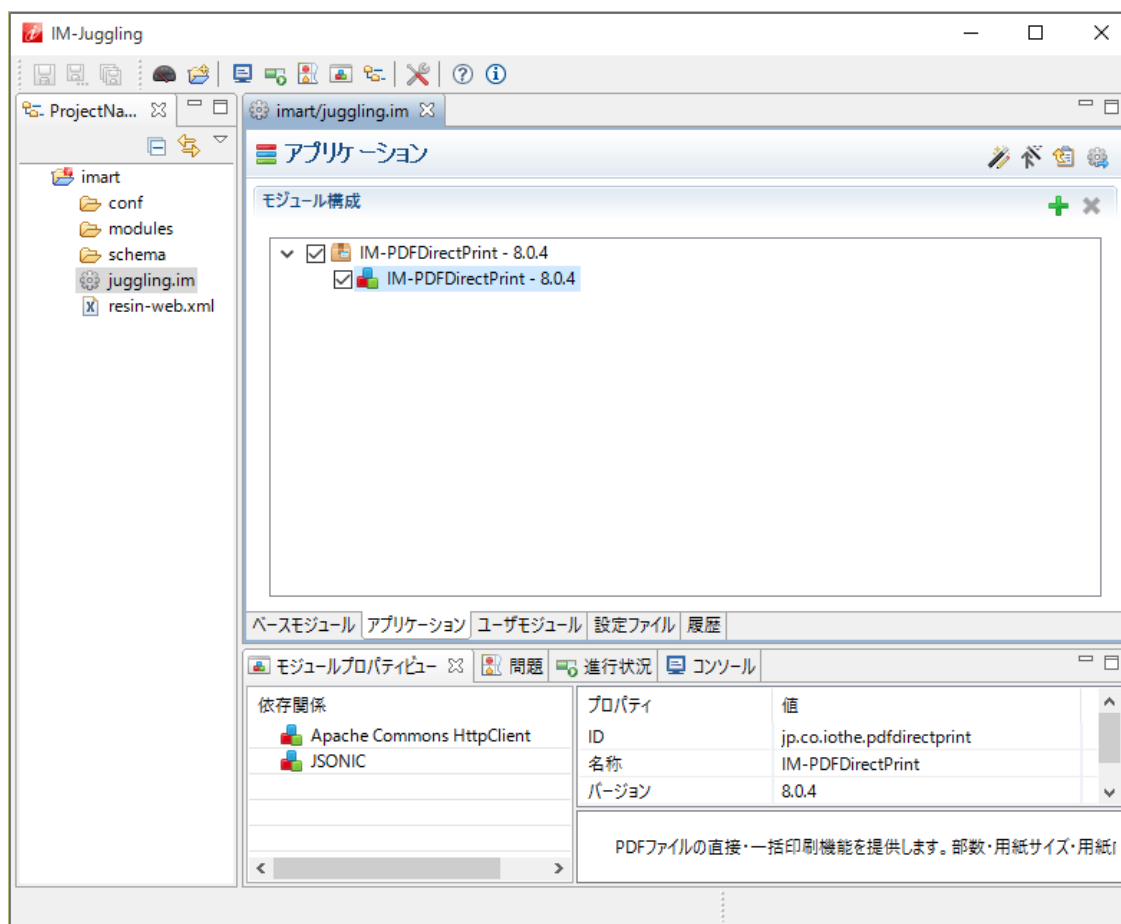 IM-Juggling
ProjectNa...
imart
conf
modules
schema
juggling.im
resin-web.xml
imart/juggling.im
アプリケーション
モジュール構成
IM-PDFDirectPrint - 8.0.4
IM-PDFDirectPrint - 8.0.4
ベースモジュール アプリケーション ユーザモジュール 設定ファイル 履歴
モジュールプロパティビュー 問題 進行状況 コンソール
依存関係
Apache Commons HttpClient
JSONIC
プロパティ 値
ID jp.co.iothe.pdfdirectprint
名称 IM-PDFDirectPrint
バージョン 8.0.4
PDFファイルの直接・一括印刷機能を提供します。部数・用紙サイズ・用紙